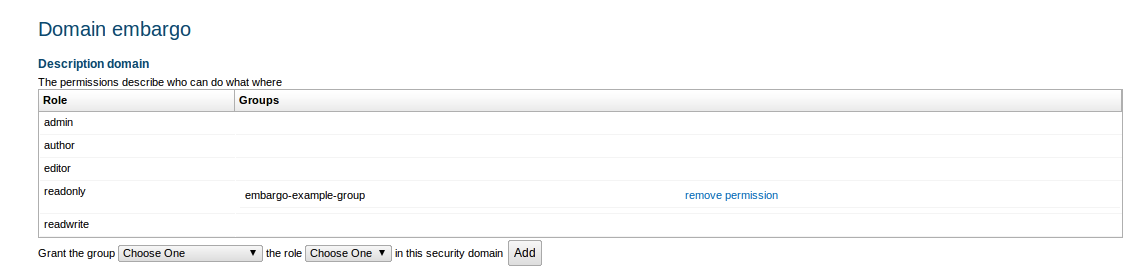 Domain embargo
Description domain
The permissions describe who can do what where
Role Groups
admin
author
editor
readonly embargo-example-group remove permission
readwrite
Grant the group Choose One the role Choose One in this security domain Add